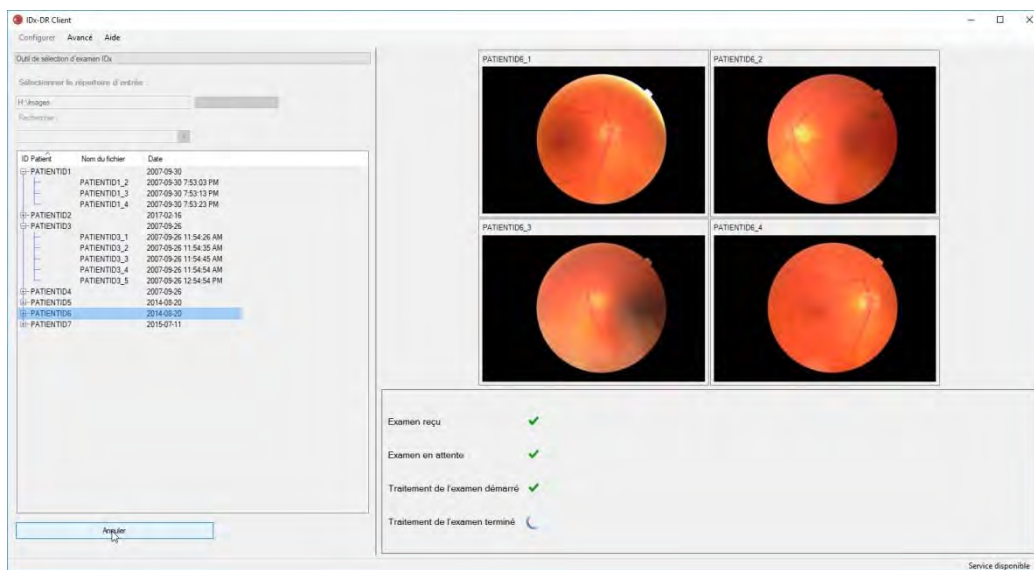 IDx-DR Client
Configurer Avancé Aide
Outil de sélection d'examen IDx
Sélectionner le répertoire d'entrée :
H:\Images
Rechercher :
ID Patient Nom du fichier Date
PATIENTID1 2007-09-30
PATIENTID1_2 2007-09-30 7:53:03 PM
PATIENTID1_3 2007-09-30 7:53:13 PM
PATIENTID1_4 2007-09-30 7:53:23 PM
PATIENTID2 2017-02-16
PATIENTID3 2007-09-26
PATIENTID3_1 2007-09-26 11:54:26 AM
PATIENTID3_2 2007-09-26 11:54:35 AM
PATIENTID3_3 2007-09-26 11:54:45 AM
PATIENTID3_4 2007-09-26 11:54:54 AM
PATIENTID3_5 2007-09-26 12:54:54 PM
PATIENTID4 2007-09-26
PATIENTID5 2014-08-20
PATIENTID6 2014-08-20
PATIENTID7 2015-07-11
Annuler
PATIENTID6_1 PATIENTID6_2
PATIENTID6_3 PATIENTID6_4
Examen reçu
Examen en attente
Traitement de l'examen démarré
Traitement de l'examen terminé
Service disponible